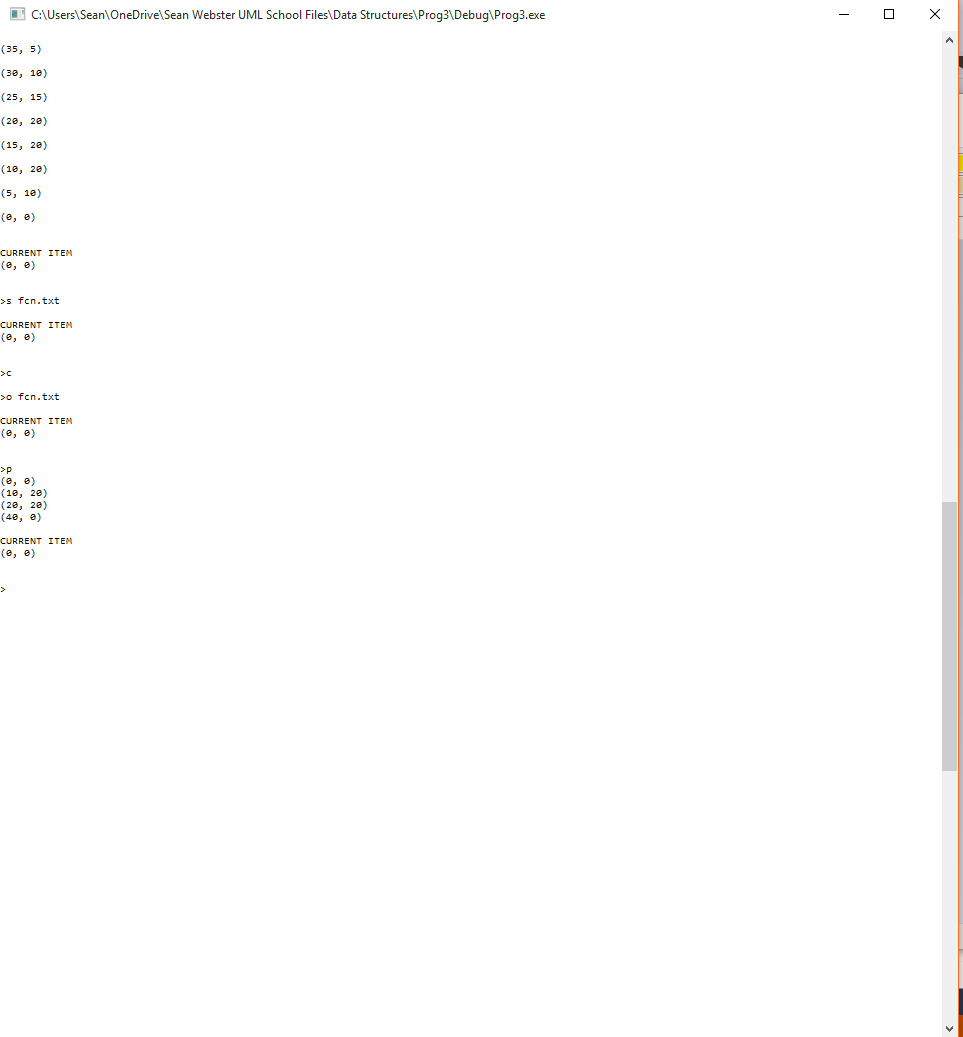 C:\Users\Sean\OneDrive\Sean Webster UML School Files\Data Structures\Prog3\Debug\Prog3.exe
(35, 5)
(30, 10)
(25, 15)
(20, 20)
(15, 20)
(10, 20)
(5, 10)
(0, 0)
CURRENT ITEM
(0, 0)
>s fcn.txt
CURRENT ITEM
(0, 0)
>c
>o fcn.txt
CURRENT ITEM
(0, 0)
>p
(0, 0)
(10, 20)
(20, 20)
(40, 0)
CURRENT ITEM
(0, 0)
>